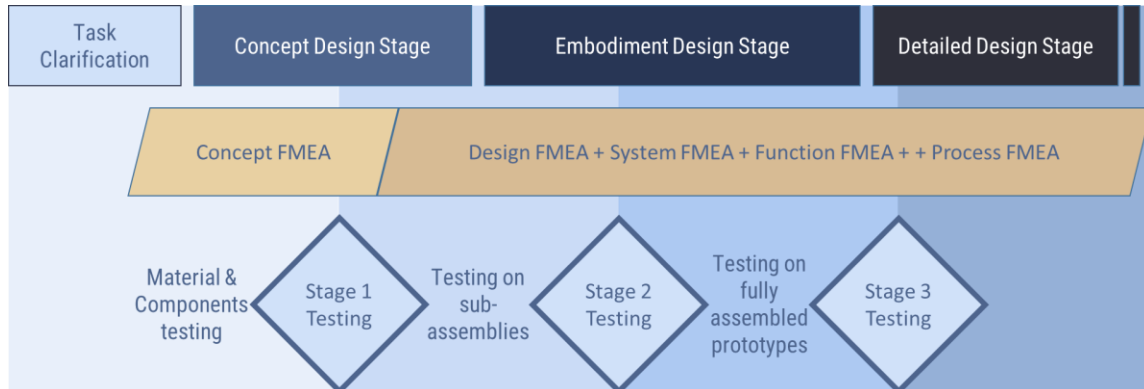 Task
Clarification
Concept Design Stage
Embodiment Design Stage
Detailed Design Stage
Concept FMEA
Design FMEA + System FMEA + Function FMEA + + Process FMEA
Material &
Components
testing
Stage 1
Testing
Testing on
sub-
assemblies
Stage 2
Testing
Testing on
fully
assembled
prototypes
Stage 3
Testing